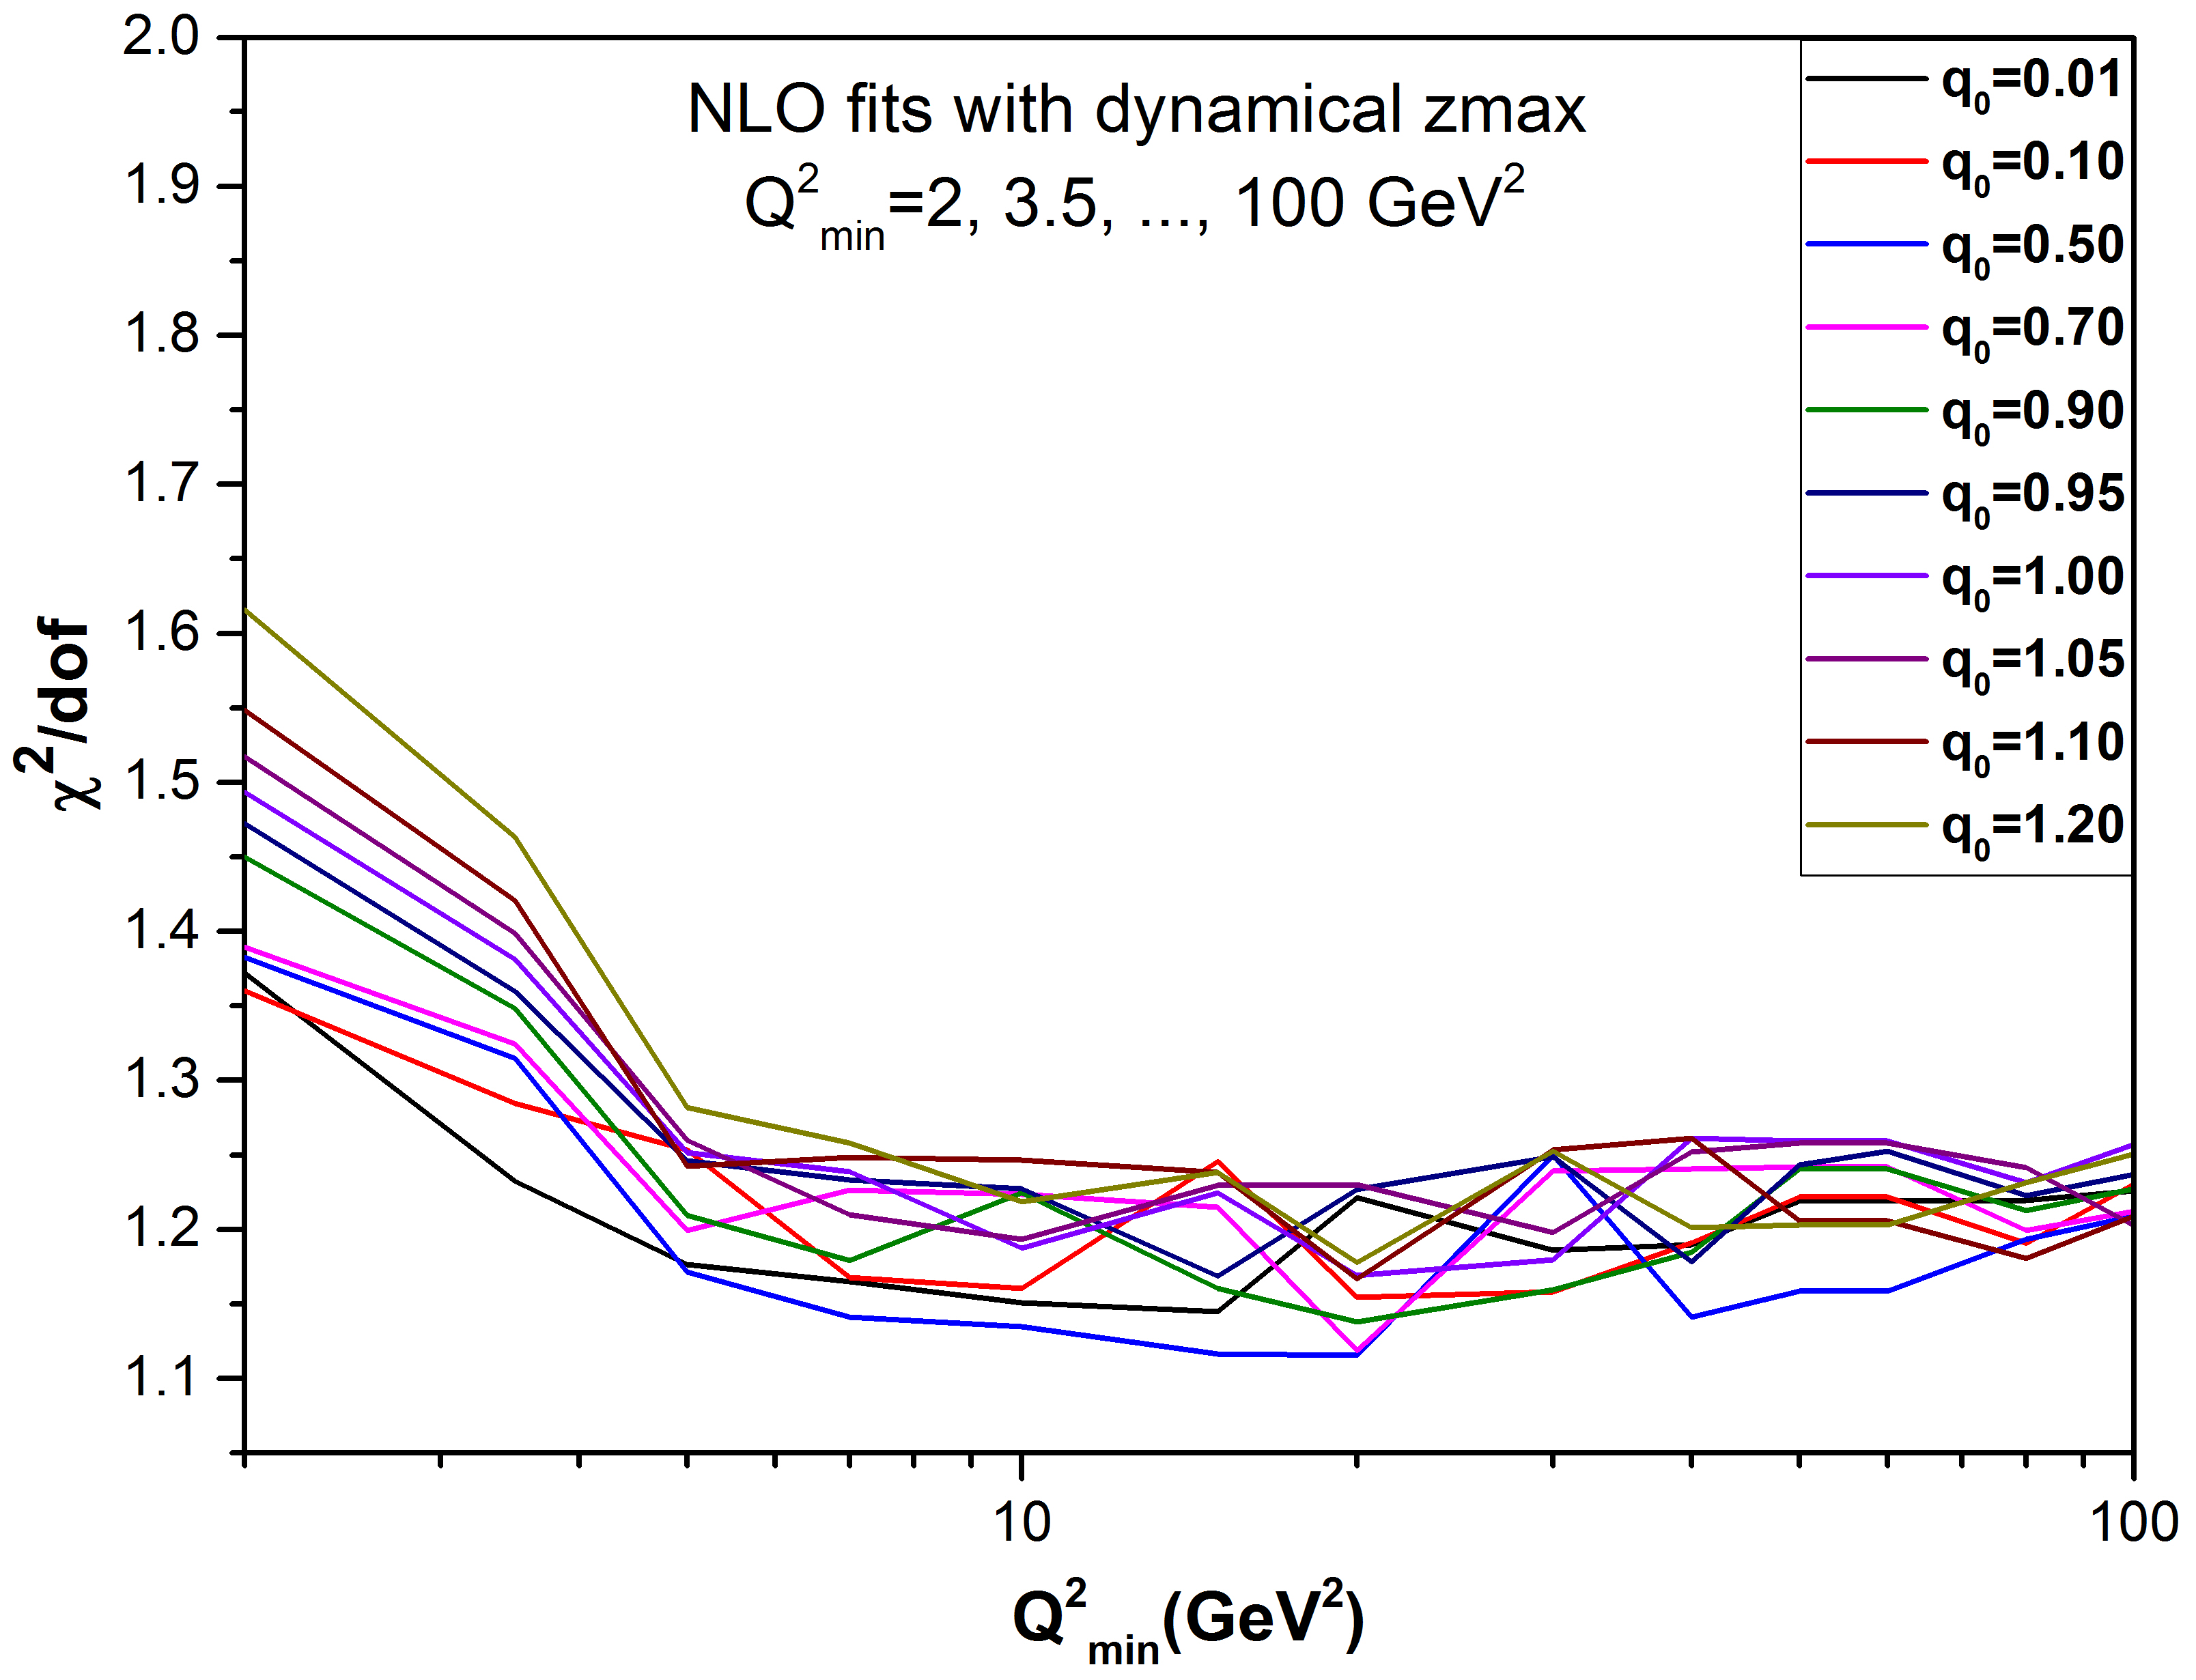 NLO fits with dynamical zmax
Q²min=2, 3.5, ..., 100 GeV²
q₀=0.01
q₀=0.10
q₀=0.50
q₀=0.70
q₀=0.90
q₀=0.95
q₀=1.00
q₀=1.05
q₀=1.10
q₀=1.20
2.0
1.9
1.8
1.7
1.6
1.5
1.4
1.3
1.2
1.1
χ²/dof
10
100
Q²min(GeV²)